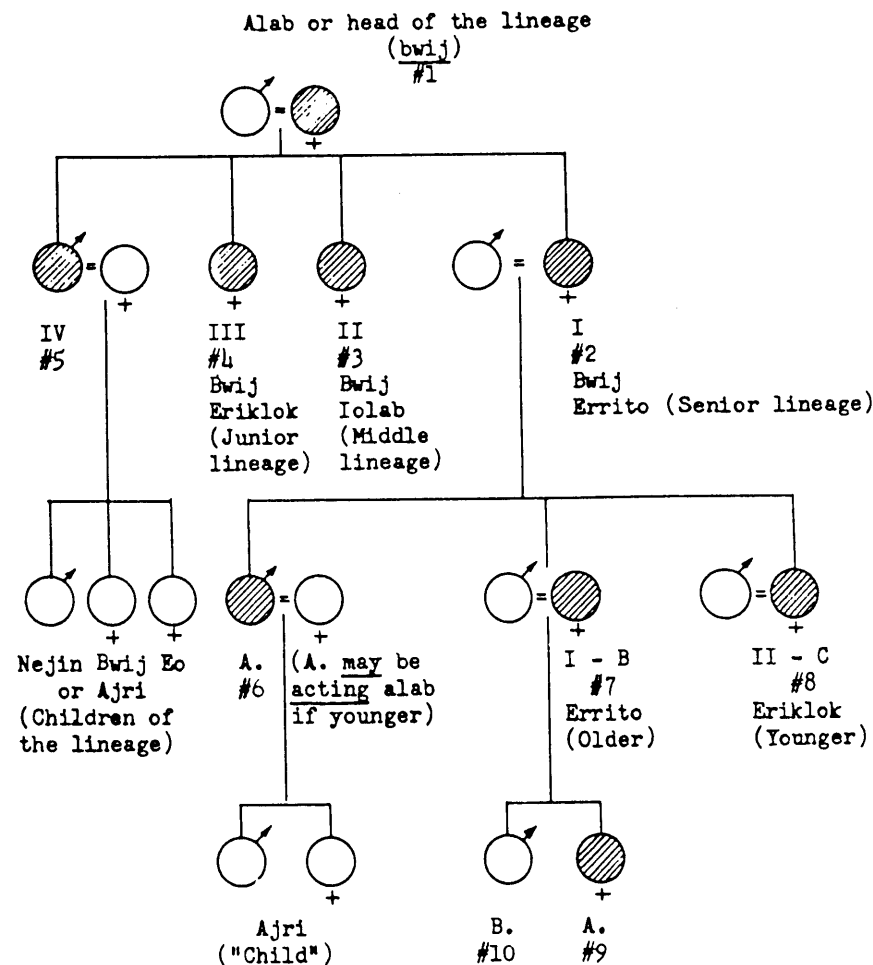 Alab or head of the lineage
(bwij)
#1
♂ = ♀
IV
#5
III
#4
Bwij
Eriklok
(Junior
lineage)
II
#3
Bwij
Iolab
(Middle
lineage)
I
#2
Bwij
Errito (Senior lineage)
Nejin Bwij Eo
or Ajri
(Children of
the lineage)
A.
#6
(A. may be
acting alab
if younger)
I - B
#7
Errito
(Older)
II - C
#8
Eriklok
(Younger)
Ajri
("Child")
B.
#10
A.
#9